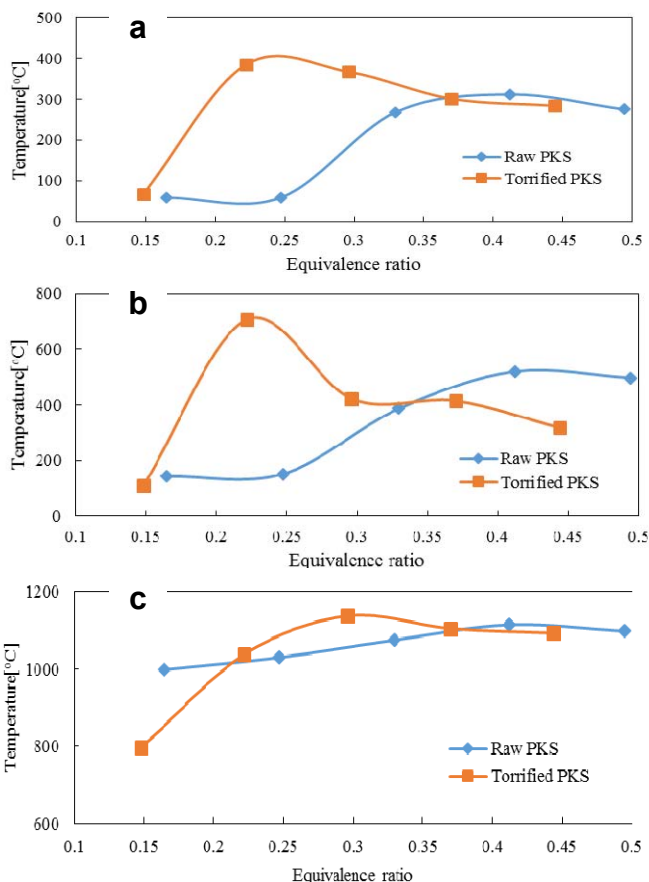 a
500
400
300
200
100
0
Temperature[°C]
Raw PKS
Torrified PKS
0.1 0.15 0.2 0.25 0.3 0.35 0.4 0.45 0.5
Equivalence ratio
b
800
600
400
200
0
Temperature[°C]
Raw PKS
Torrified PKS
0.1 0.15 0.2 0.25 0.3 0.35 0.4 0.45 0.5
Equivalence ratio
c
1200
1000
800
600
Temperature[°C]
Raw PKS
Torrified PKS
0.1 0.15 0.2 0.25 0.3 0.35 0.4 0.45 0.5
Equivalence ratio